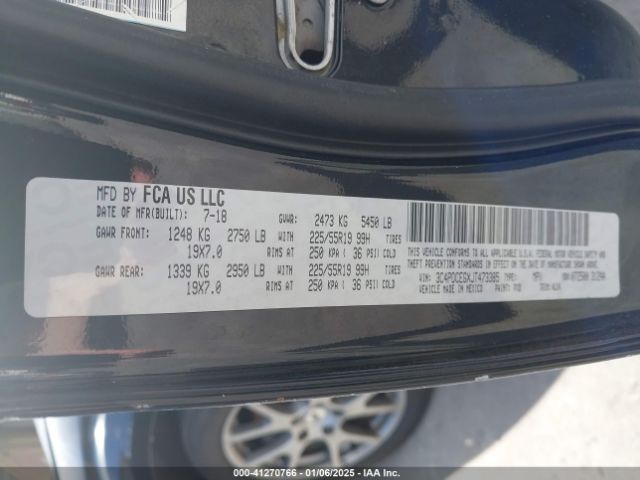 MFD BY FCA US LLC
DATE OF MFR(BUILT): 7-18 GVWR: 2473 KG 5450 LB
GAWR FRONT: 1248 KG 2750 LB WITH 225/55R19 99H TIRES
19X7.0 RIMS AT 250 KPA ( 36 PSI) COLD
GAWR REAR: 1339 KG 2950 LB WITH 225/55R19 99H TIRES
19X7.0 RIMS AT 250 KPA ( 36 PSI) COLD
THIS VEHICLE CONFORMS TO ALL APPLICABLE U.S.A. FEDERAL MOTOR VEHICLE SAFETY AND
THEFT PREVENTION STANDARDS IN EFFECT ON THE DATE OF MANUFACTURE SHOWN ABOVE.
VIN: 3C4PDCEGXJT473385 TYPE: MPV
VEHICLE MADE IN MEXICO PAINT: TRIM:
000-41270766 - 01/06/2025 - IAA Inc.